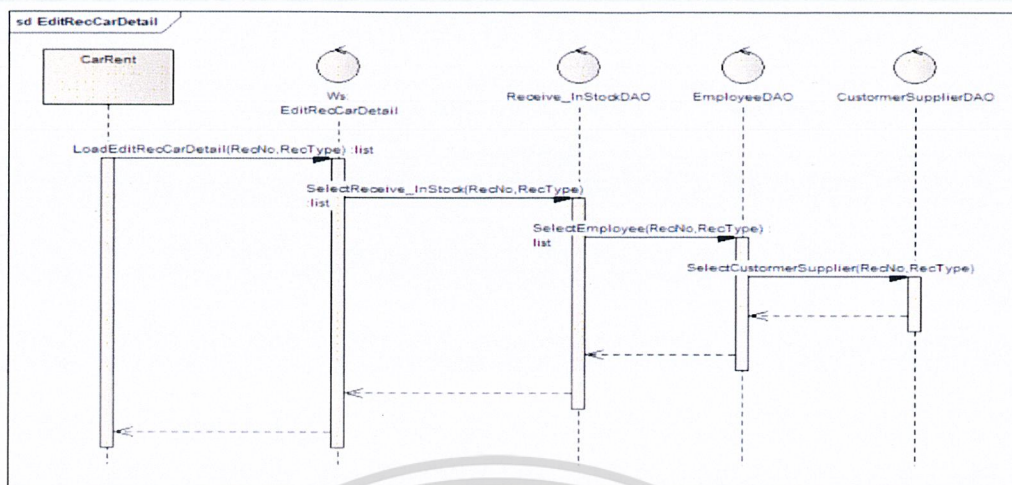 sd EditRecCarDetail
CarRent
Ws:
EditRecCarDetail
Receive_InStockDAO
EmployeeDAO
CustormerSupplierDAO
LoadEditRecCarDetail(RecNo,RecType) :list
SelectReceive_InStock(RecNo,RecType)
:list
SelectEmployee(RecNo,RecType) :
list
SelectCustormerSupplier(RecNo,RecType)